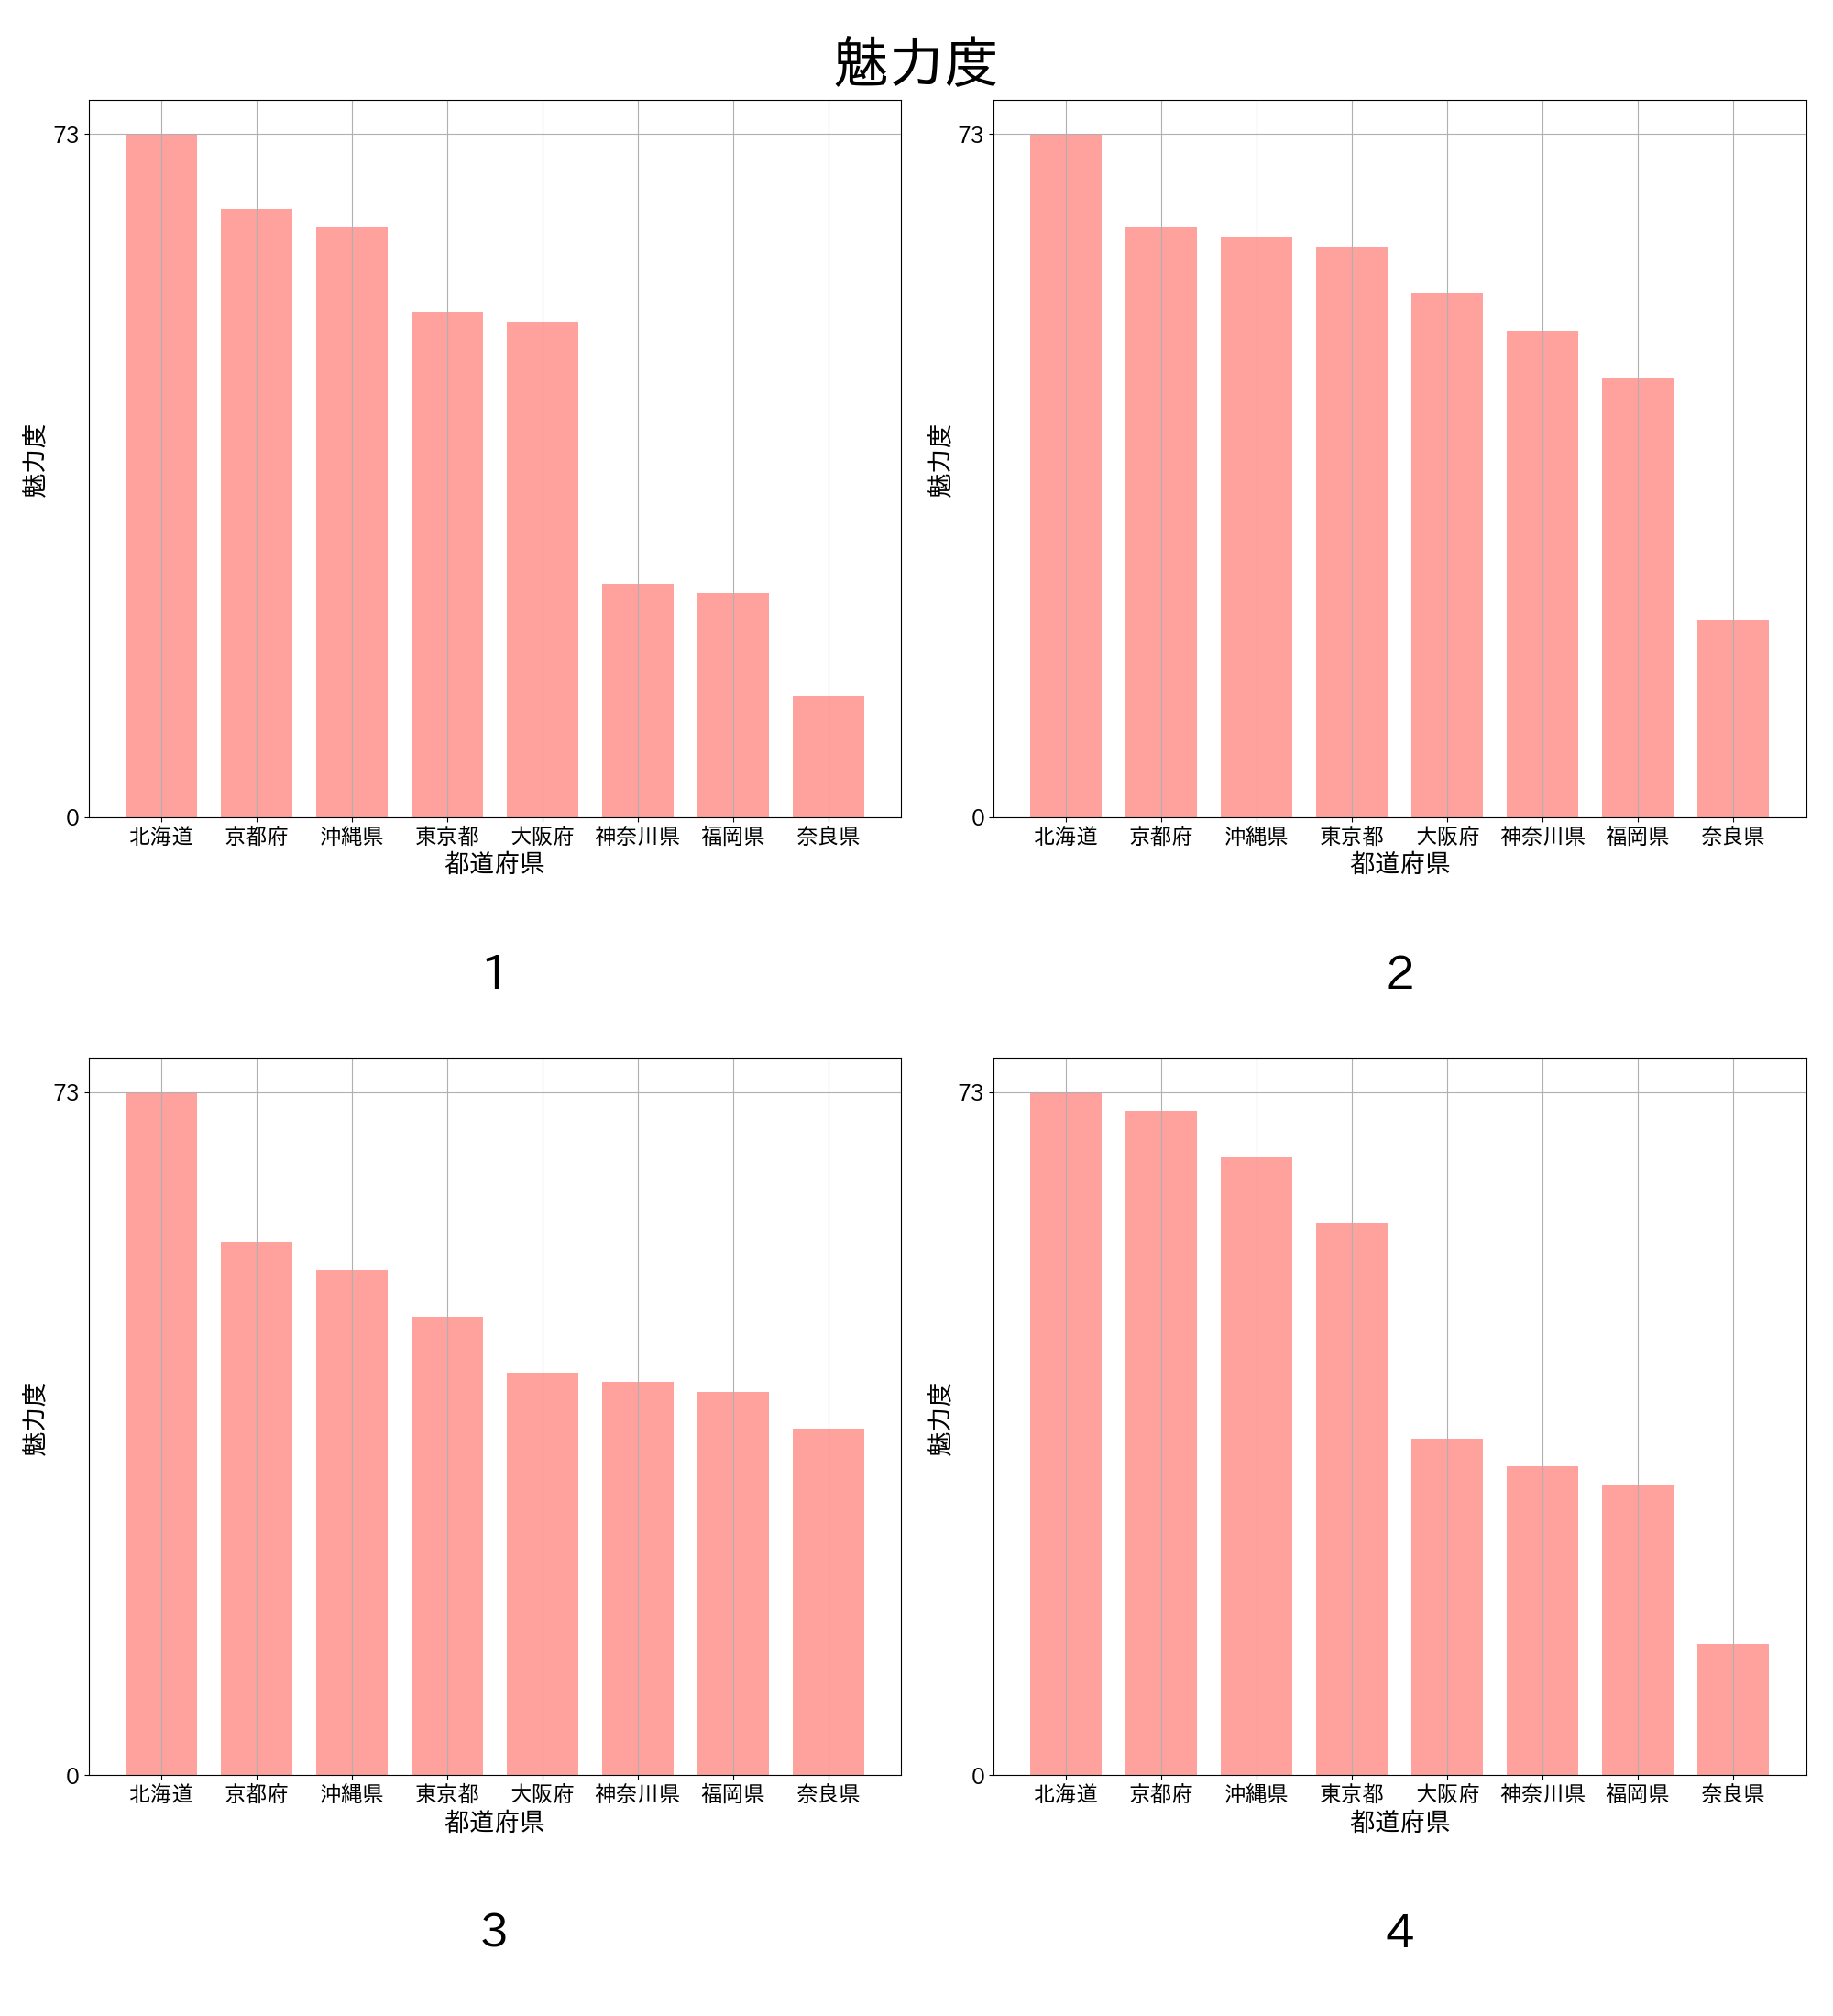 魅力度
73
0
魅力度
北海道 京都府 沖縄県 東京都 大阪府 神奈川県 福岡県 奈良県
都道府県
1
73
0
魅力度
北海道 京都府 沖縄県 東京都 大阪府 神奈川県 福岡県 奈良県
都道府県
2
73
0
魅力度
北海道 京都府 沖縄県 東京都 大阪府 神奈川県 福岡県 奈良県
都道府県
3
73
0
魅力度
北海道 京都府 沖縄県 東京都 大阪府 神奈川県 福岡県 奈良県
都道府県
4